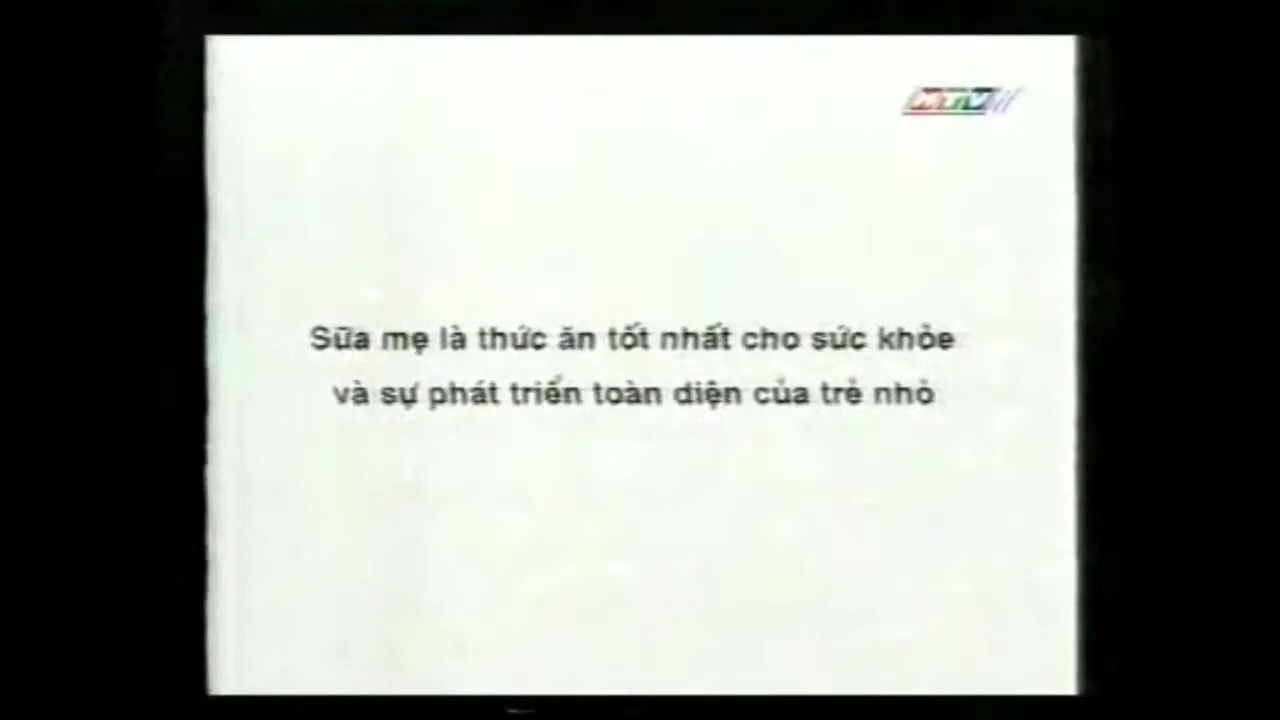 HTV
Sữa mẹ là thức ăn tốt nhất cho sức khỏe
và sự phát triển toàn diện của trẻ nhỏ